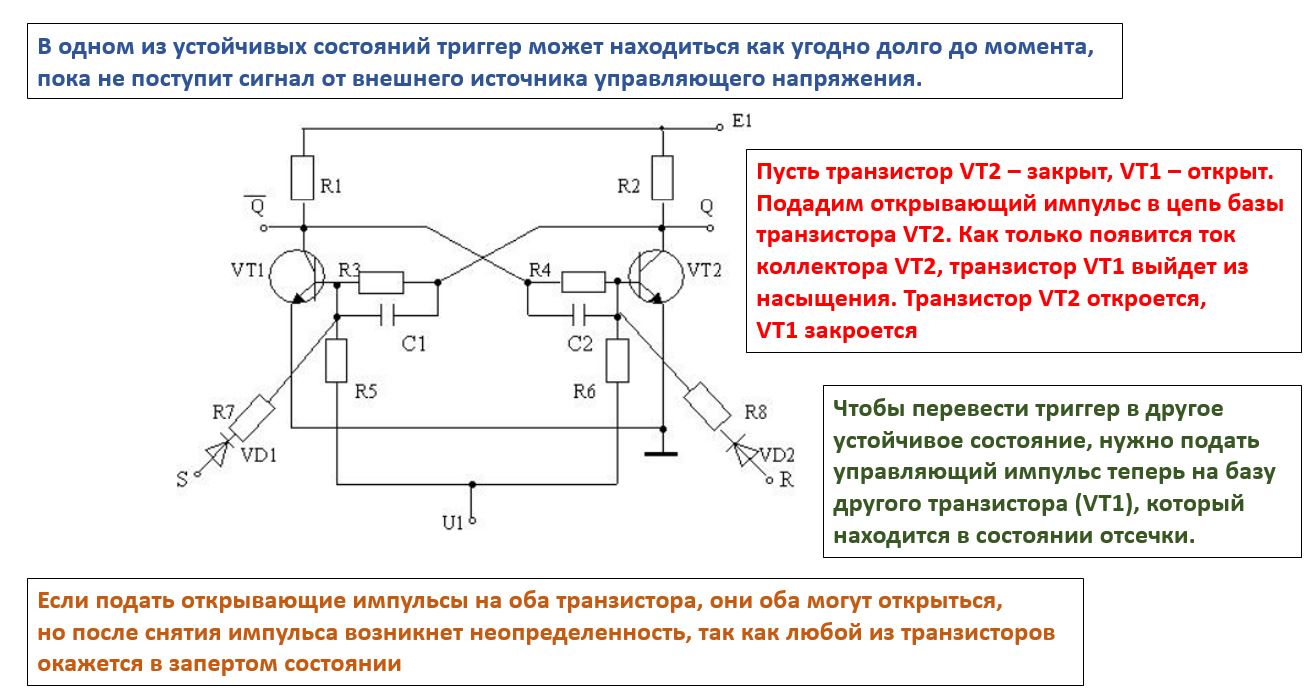 В одном из устойчивых состояний триггер может находиться как угодно долго до момента,
пока не поступит сигнал от внешнего источника управляющего напряжения.
E1
R1
R2
Q
Q
VT1
R3
R4
VT2
C1
C2
R5
R6
R7
R8
VD1
VD2
S
R
U1
Пусть транзистор VT2 – закрыт, VT1 – открыт.
Подадим открывающий импульс в цепь базы
транзистора VT2. Как только появится ток
коллектора VT2, транзистор VT1 выйдет из
насыщения. Транзистор VT2 откроется,
VT1 закроется
Чтобы перевести триггер в другое
устойчивое состояние, нужно подать
управляющий импульс теперь на базу
другого транзистора (VT1), который
находится в состоянии отсечки.
Если подать открывающие импульсы на оба транзистора, они оба могут открыться,
но после снятия импульса возникнет неопределенность, так как любой из транзисторов
окажется в запертом состоянии